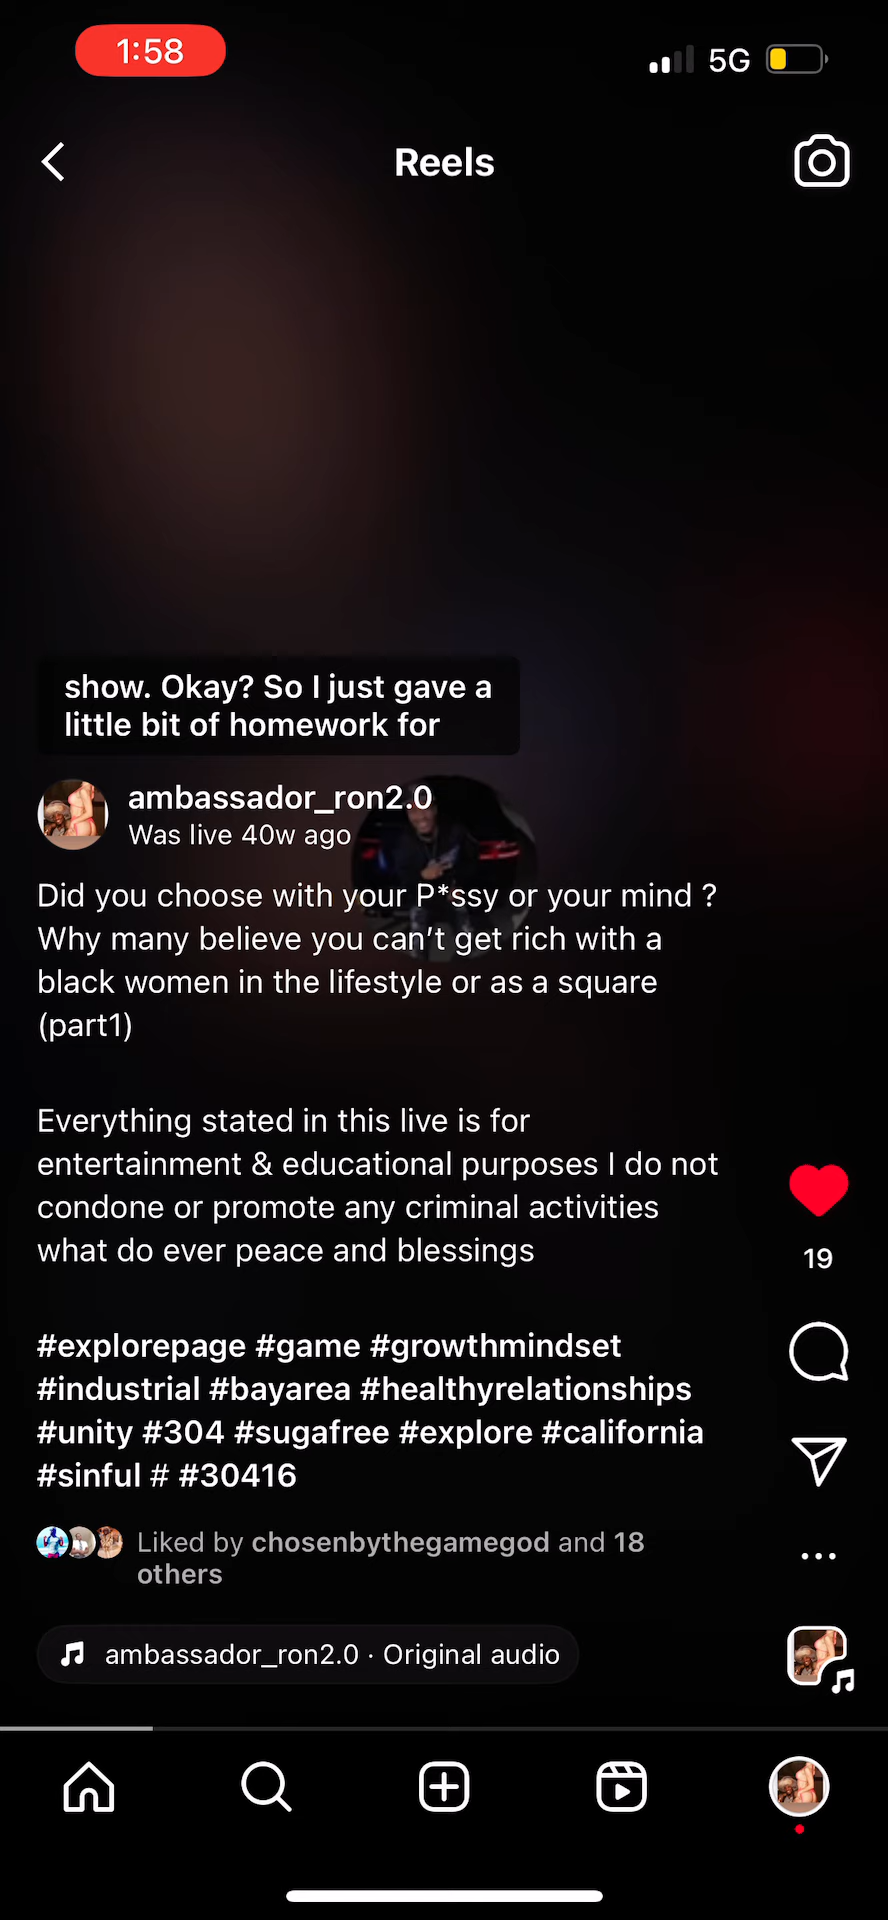 1:58
5G
Reels
show. Okay? So I just gave a
little bit of homework for
ambassador_ron2.0
Was live 40w ago
Did you choose with your P*ssy or your mind ?
Why many believe you can’t get rich with a
black women in the lifestyle or as a square
(part1)
Everything stated in this live is for
entertainment & educational purposes I do not
condone or promote any criminal activities
what do ever peace and blessings
#explorepage #game #growthmindset
#industrial #bayarea #healthyrelationships
#unity #304 #sugafree #explore #california
#sinful # #30416
19
Liked by chosenbythegamegod and 18
others
ambassador_ron2.0 · Original audio